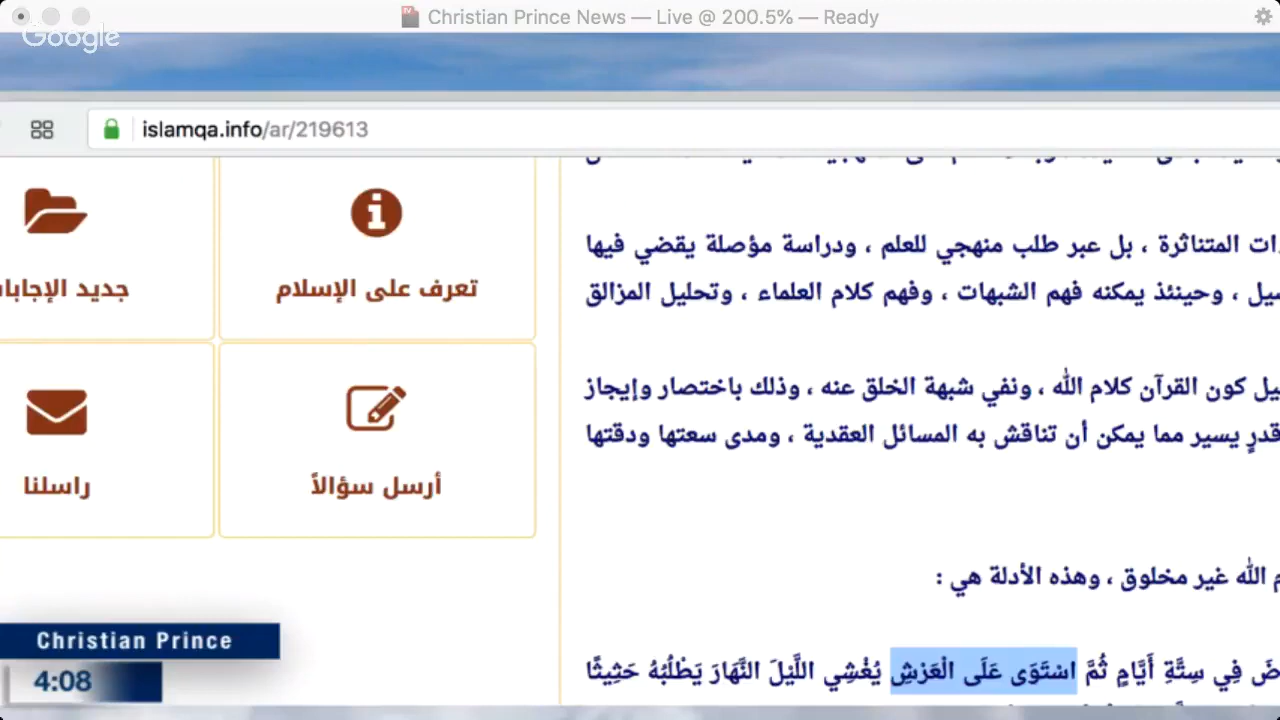 Christian Prince News — Live @ 200.5% — Ready
Google
islamqa.info/ar/219613
تعرف على الإسلام
جديد
أرسل سؤالاً
راسلنا
المتناثرة ، بل عبر طلب منهجي للعلم ، ودراسة مؤصلة يقضي فيها
، وحينئذ يمكنه فهم الشبهات ، وفهم كلام العلماء ، وتحليل المزالق
كون القرآن كلام الله ، ونفي شبهة الخلق عنه ، وذلك باختصار وإيجاز
قدرٍ يسير مما يمكن أن تناقش به المسائل العقدية ، ومدى سعتها ودقتها
الله غير مخلوق ، وهذه الأدلة هي :
فِي سِتَّةِ أَيَّامٍ ثُمَّ اسْتَوَى عَلَى الْعَرْشِ يُغْشِي اللَّيْلَ النَّهَارَ يَطْلُبُهُ حَثِيثًا
Christian Prince
4:08